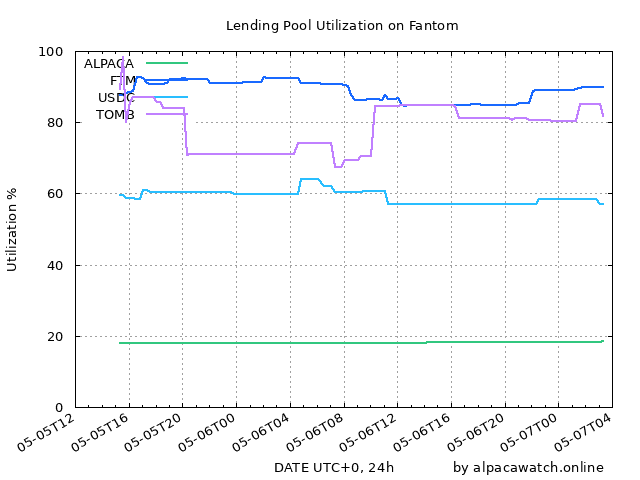 Lending Pool Utilization on Fantom
ALPACA
FTM
USDC
TOMB
Utilization %
100
80
60
40
20
0
05-05T12
05-05T16
05-05T20
05-06T00
05-06T04
05-06T08
05-06T12
05-06T16
05-06T20
05-07T00
05-07T04
DATE UTC+0, 24h
by alpacawatch.online